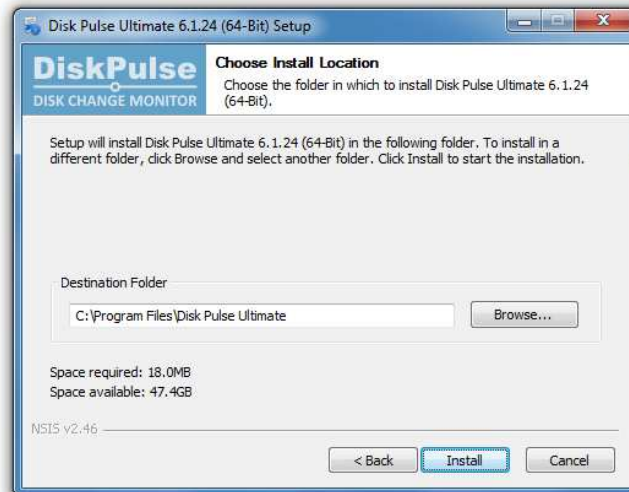 Disk Pulse Ultimate 6.1.24 (64-Bit) Setup
DiskPulse
DISK CHANGE MONITOR
Choose Install Location
Choose the folder in which to install Disk Pulse Ultimate 6.1.24
(64-Bit).
Setup will install Disk Pulse Ultimate 6.1.24 (64-Bit) in the following folder. To install in a
different folder, click Browse and select another folder. Click Install to start the installation.
Destination Folder
C:\Program Files\Disk Pulse Ultimate
Browse...
Space required: 18.0MB
Space available: 47.4GB
NSIS v2.46
< Back
Install
Cancel